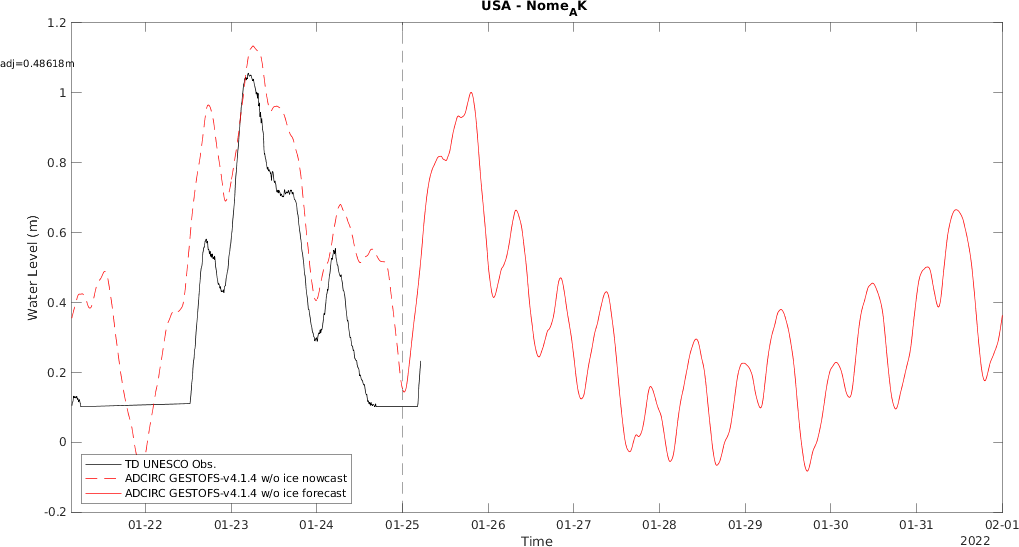 USA - Nome_AK
adj=0.48618m
1.2
1
0.8
0.6
0.4
0.2
0
-0.2
Water Level (m)
TD UNESCO Obs.
ADCIRC GESTOFS-v4.1.4 w/o ice nowcast
ADCIRC GESTOFS-v4.1.4 w/o ice forecast
01-22 01-23 01-24 01-25 01-26 01-27 01-28 01-29 01-30 01-31 02-01
Time
2022